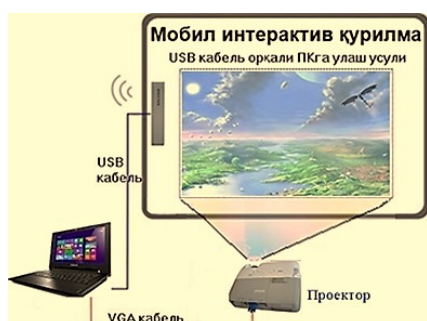 Мобил интерактив қурилма
USB кабель орқали ПКга улаш усули
USB
кабель
Проектор
VGA кабель